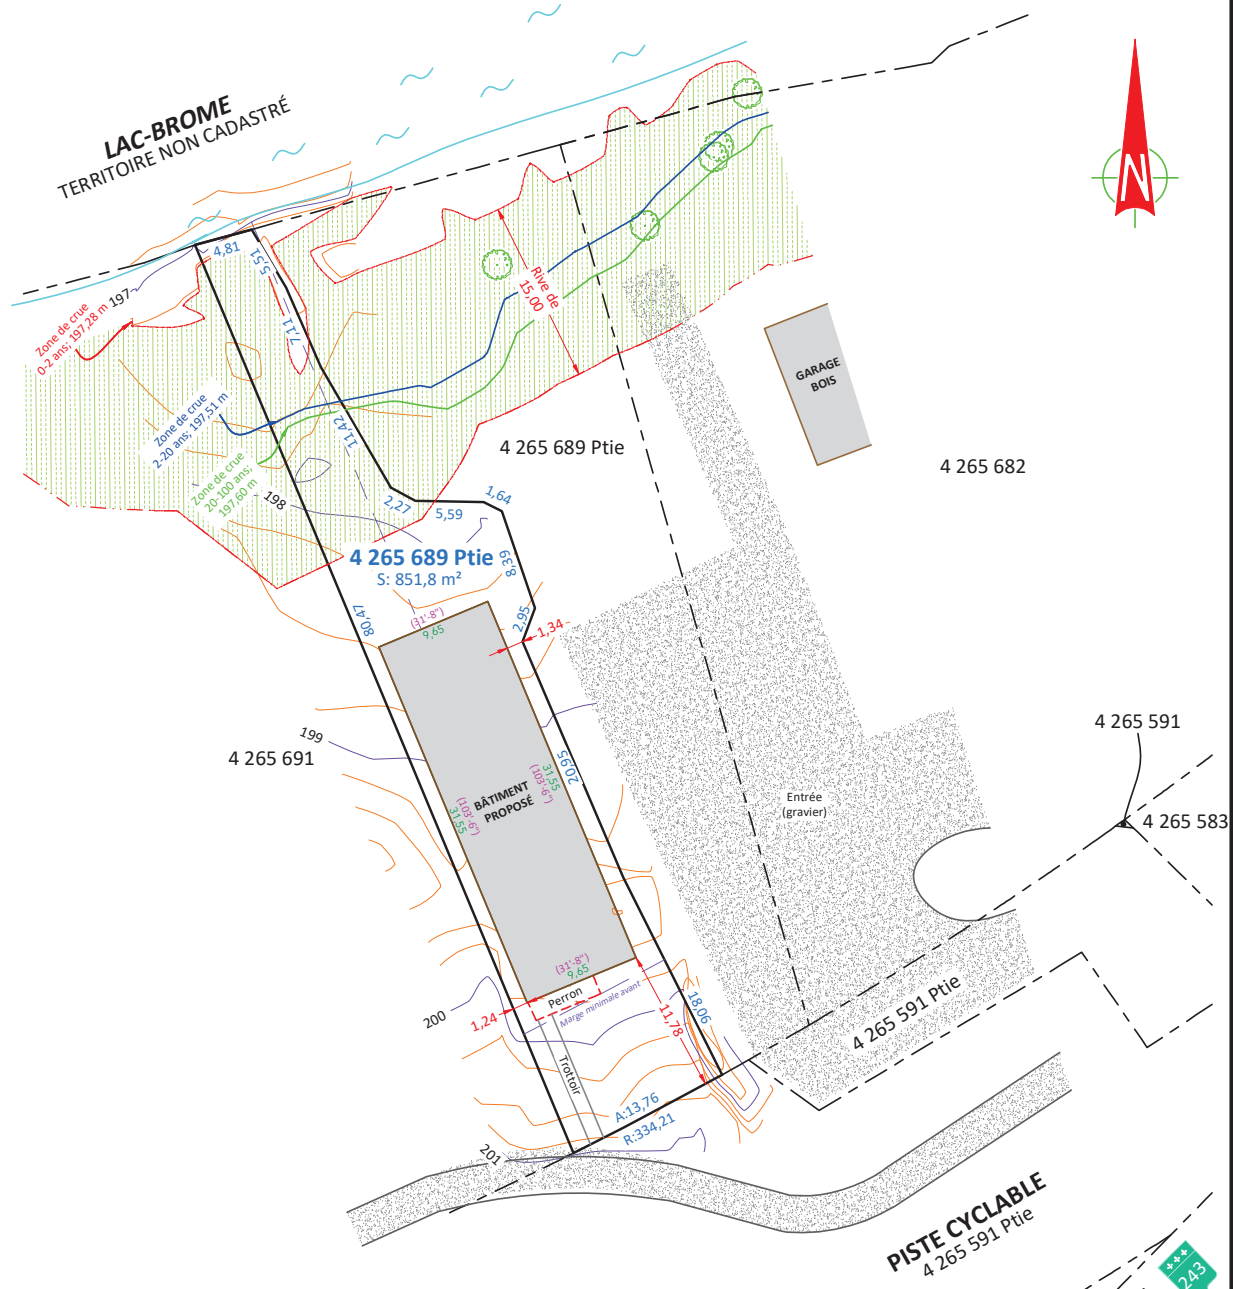 LAC-BROME
TERRITOIRE NON CADASTRÉ
N
4,81
5,51
197
Zone de crue
0-2 ans; 197,28 m
7,11
Rive de
15,00
GARAGE
BOIS
Zone de crue
2-20 ans; 197,51 m
11,42
4 265 689 Ptie
4 265 682
Zone de crue
20-100 ans;
197,60 m
198
2,27
5,59
1,64
4 265 689 Ptie
S: 851,8 m²
8,39
80,47
(31'-8")
9,65
2,95
1,34
4 265 591
199
4 265 691
20,95
31,55
(103'-6")
BÂTIMENT
PROPOSÉ
(103'-6")
31,55
Entrée
(gravier)
4 265 583
(31'-8")
9,65
Perron
Marge minimale avant
200
1,24
11,78
18,06
4 265 591 Ptie
Trottoir
A:13,76
R:334,21
201
PISTE CYCLABLE
4 265 591 Ptie
243